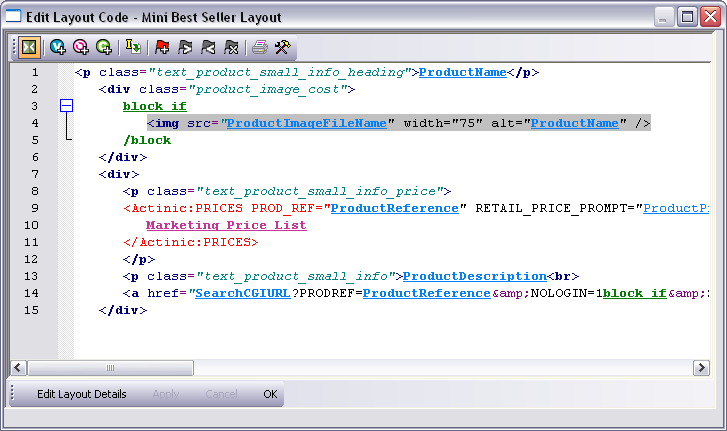 Edit Layout Code - Mini Best Seller Layout
1 <p class="text_product_small_info_heading">ProductName</p>
2 <div class="product_image_cost">
3 block if
4 <img src="ProductImageFileName" width="75" alt="ProductName" />
5 /block
6 </div>
7 <div>
8 <p class="text_product_small_info_price">
9 <Actinic:PRICES PROD_REF="ProductReference" RETAIL_PRICE_PROMPT="ProductP
10 Marketing Price List
11 </Actinic:PRICES>
12 </p>
13 <p class="text_product_small_info">ProductDescription<br>
14 <a href="SearchCGIURL?PRODREF=ProductReference&amp;NOLOGIN=1block if&amp;
15 </div>
Edit Layout Details Apply Cancel OK